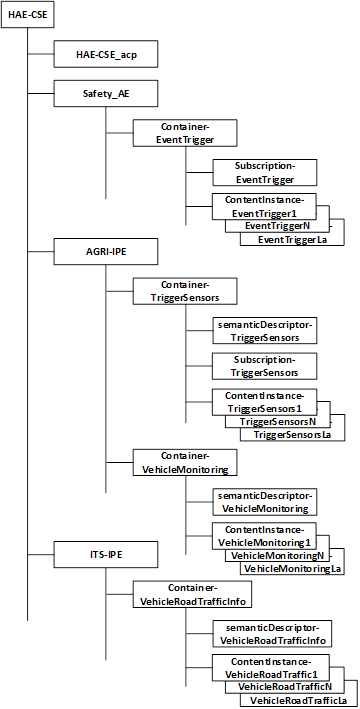 HAE-CSE
HAE-CSE_acp
Safety_AE
Container-
EventTrigger
Subscription-
EventTrigger
ContentInstance-
EventTrigger1
EventTriggerN
EventTriggerLa
AGRI-IPE
Container-
TriggerSensors
semanticDescriptor-
TriggerSensors
Subscription-
TriggerSensors
ContentInstance-
TriggerSensors1
TriggerSensorsN
TriggerSensorsLa
Container-
VehicleMonitoring
semanticDescriptor-
VehicleMonitoring
ContentInstance-
VehicleMonitoring1
VehicleMonitoringN
VehicleMonitoringLa
ITS-IPE
Container-
VehicleRoadTrafficInfo
semanticDescriptor-
VehicleRoadTrafficInfo
ContentInstance-
VehicleRoadTraffic1
VehicleRoadTrafficN
VehicleRoadTrafficLa